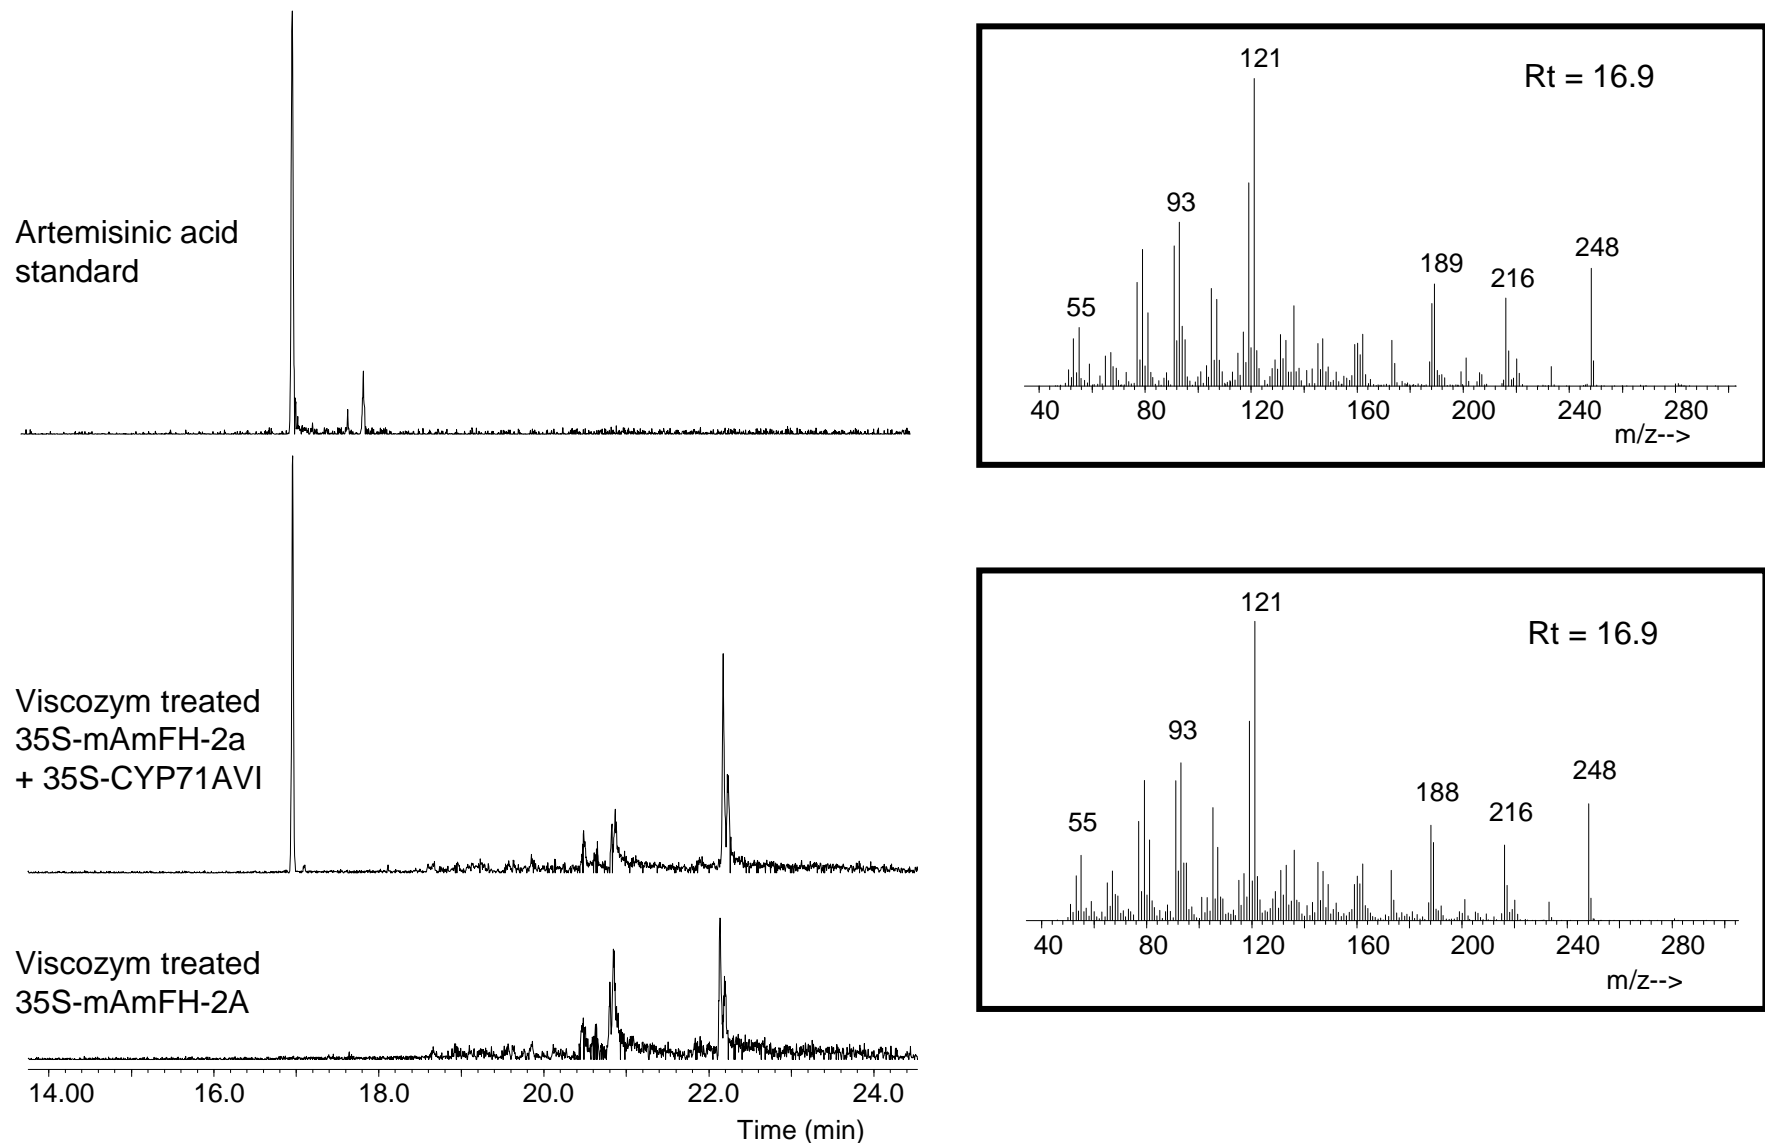 Artemisinic acid
standard
Viscozym treated
35S-mAmFH-2a
+ 35S-CYP71AVI
Viscozym treated
35S-mAmFH-2A
14.00 16.0 18.0 20.0 22.0 24.0
Time (min)
121
Rt = 16.9
93
55
189
216
248
40 80 120 160 200 240 280
m/z-->
121
Rt = 16.9
93
55
188
216
248
40 80 120 160 200 240 280
m/z-->